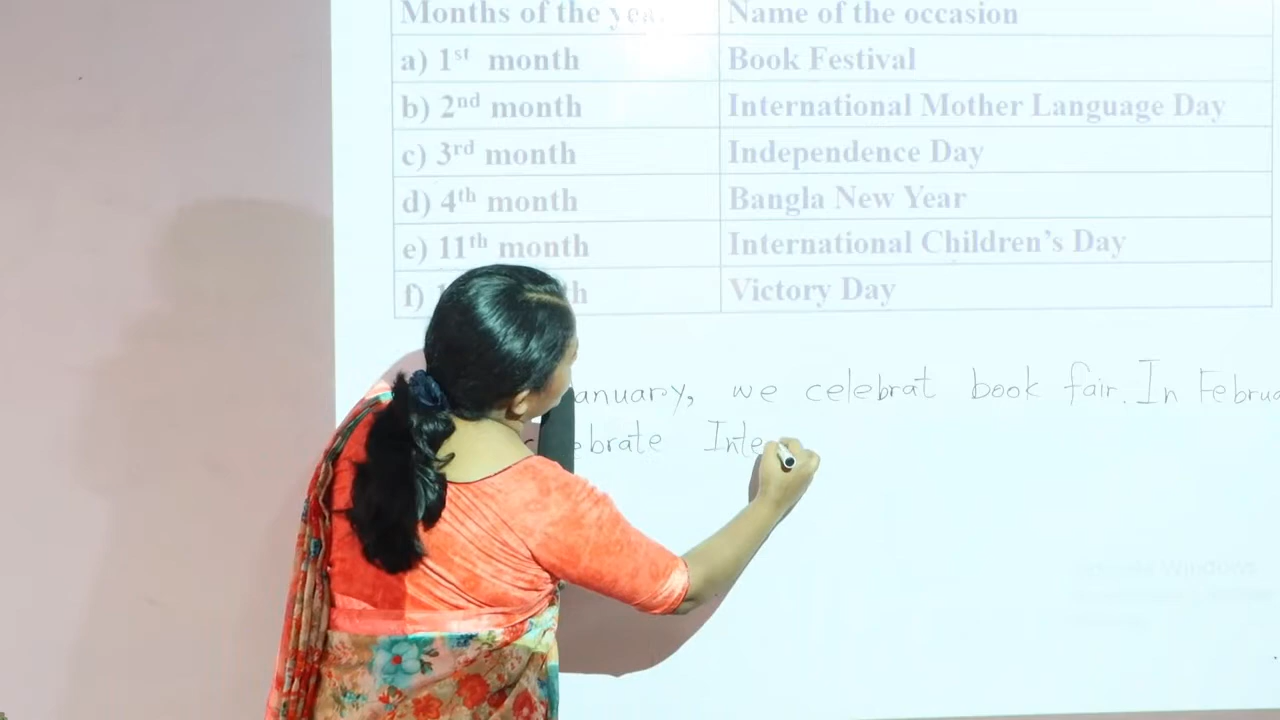 Months of the year Name of the occasion
a) 1st month Book Festival
b) 2nd month International Mother Language Day
c) 3rd month Independence Day
d) 4th month Bangla New Year
e) 11th month International Children's Day
f) Victory Day
anuary, we celebrat book fair. In Februa
ebrate Inte